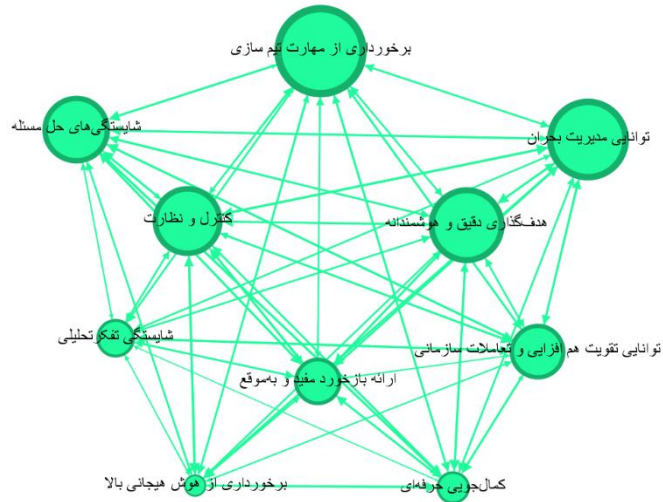 برخورداری از مهارت تیم سازی
شایستگی‌های حل مسئله
توانایی مدیریت بحران
کنترل و نظارت
هدف‌گذاری دقیق و هوشمندانه
شایستگی تفکرتحلیلی
توانایی تقویت هم افزایی و تعاملات سازمانی
ارائه بازخورد مفید و به‌موقع
برخورداری از هوش هیجانی بالا
کمال‌جویی حرفه‌ای